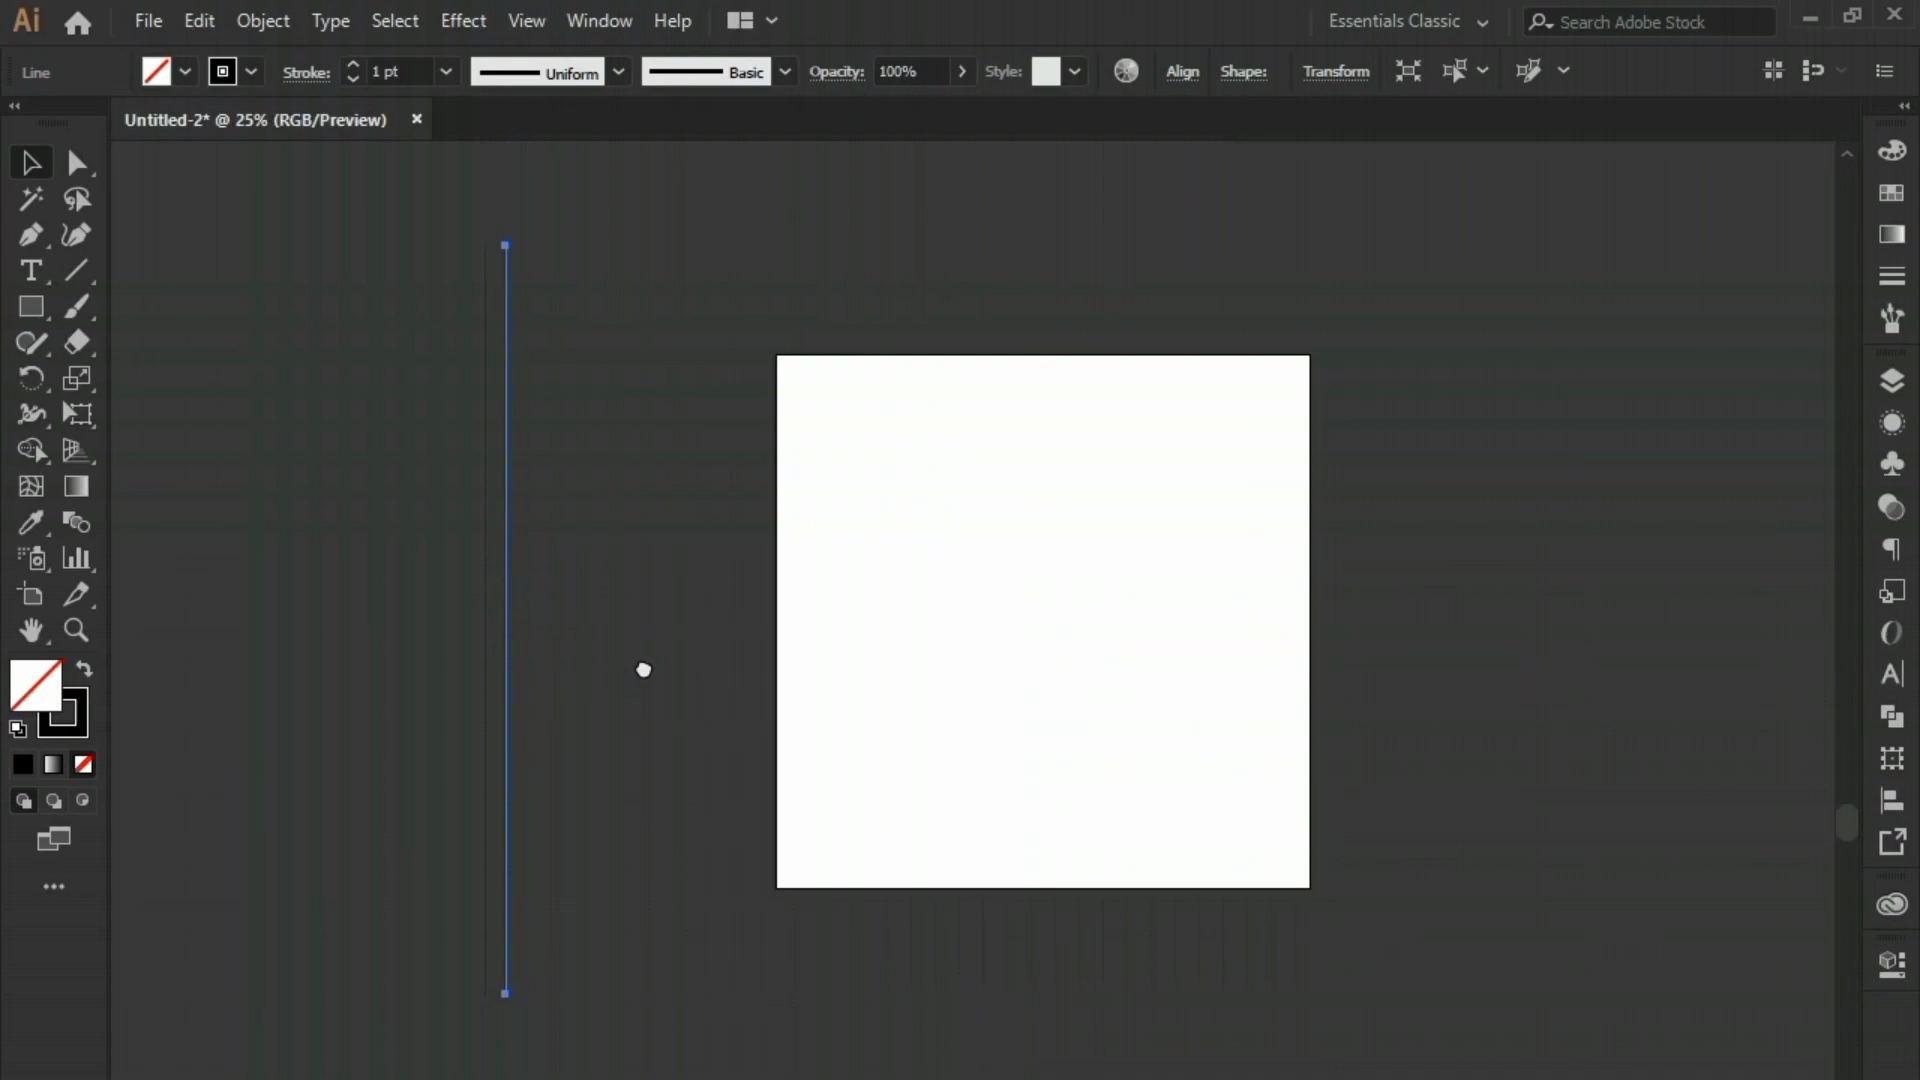 Ai File Edit Object Type Select Effect View Window Help Essentials Classic Search Adobe Stock
Line Stroke: 1 pt Uniform Basic Opacity: 100% Style: Align Shape: Transform
Untitled-2* @ 25% (RGB/Preview) ×